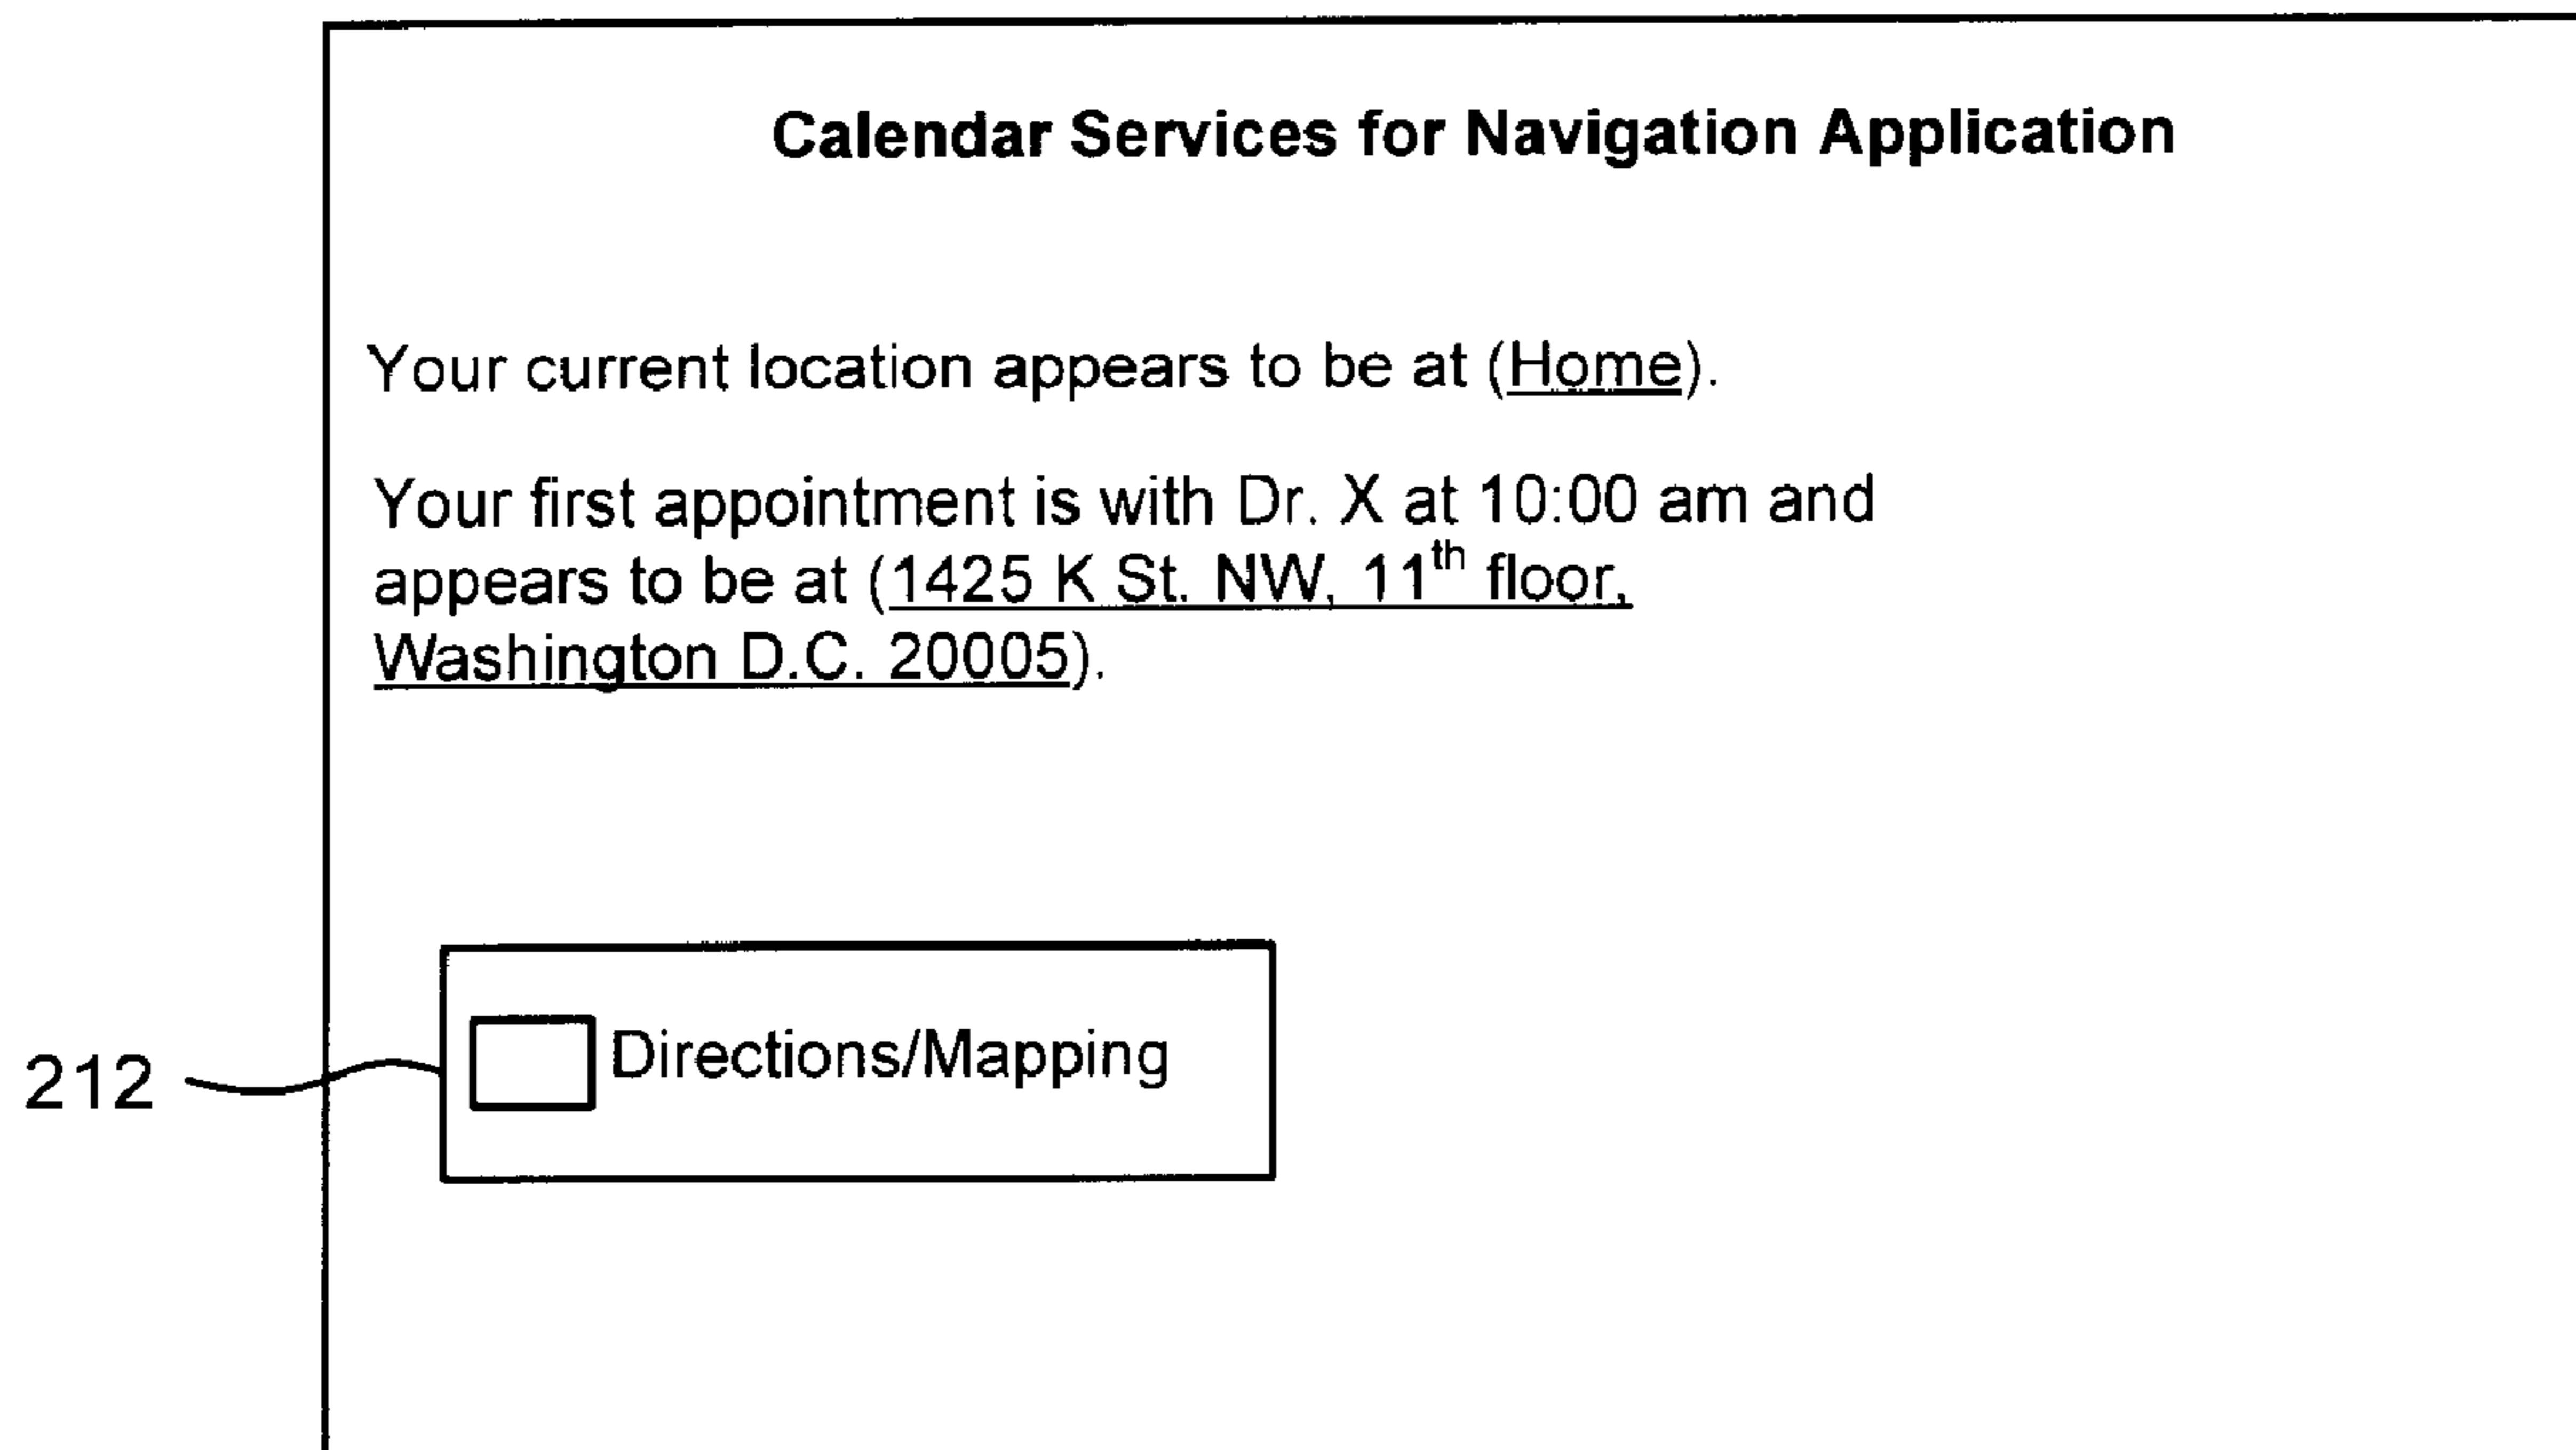 Calendar Services for Navigation Application
Your current location appears to be at (Home).
Your first appointment is with Dr. X at 10:00 am and
appears to be at (1425 K St. NW, 11th floor,
Washington D.C. 20005).
Directions/Mapping
212